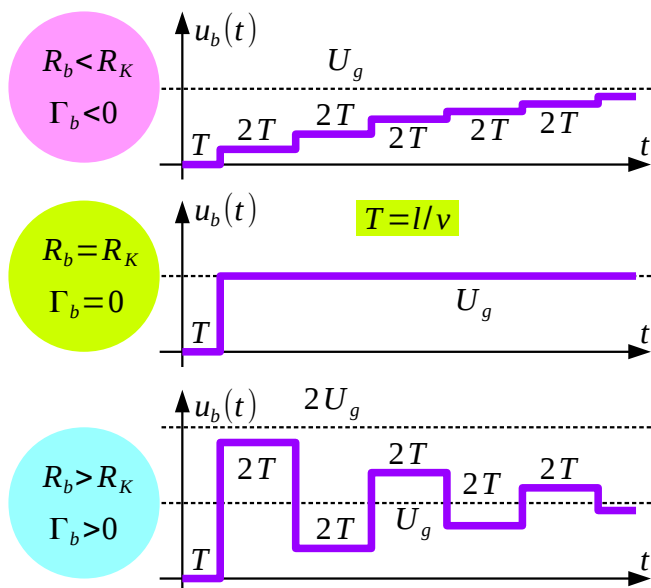 u_b(t)
R_b<R_K
Γ_b<0
U_g
T 2T 2T 2T 2T 2T
t
u_b(t)
R_b=R_K
Γ_b=0
T=l/v
U_g
T
t
u_b(t)
R_b>R_K
Γ_b>0
2U_g
2T 2T 2T
2T 2T
U_g
T
t